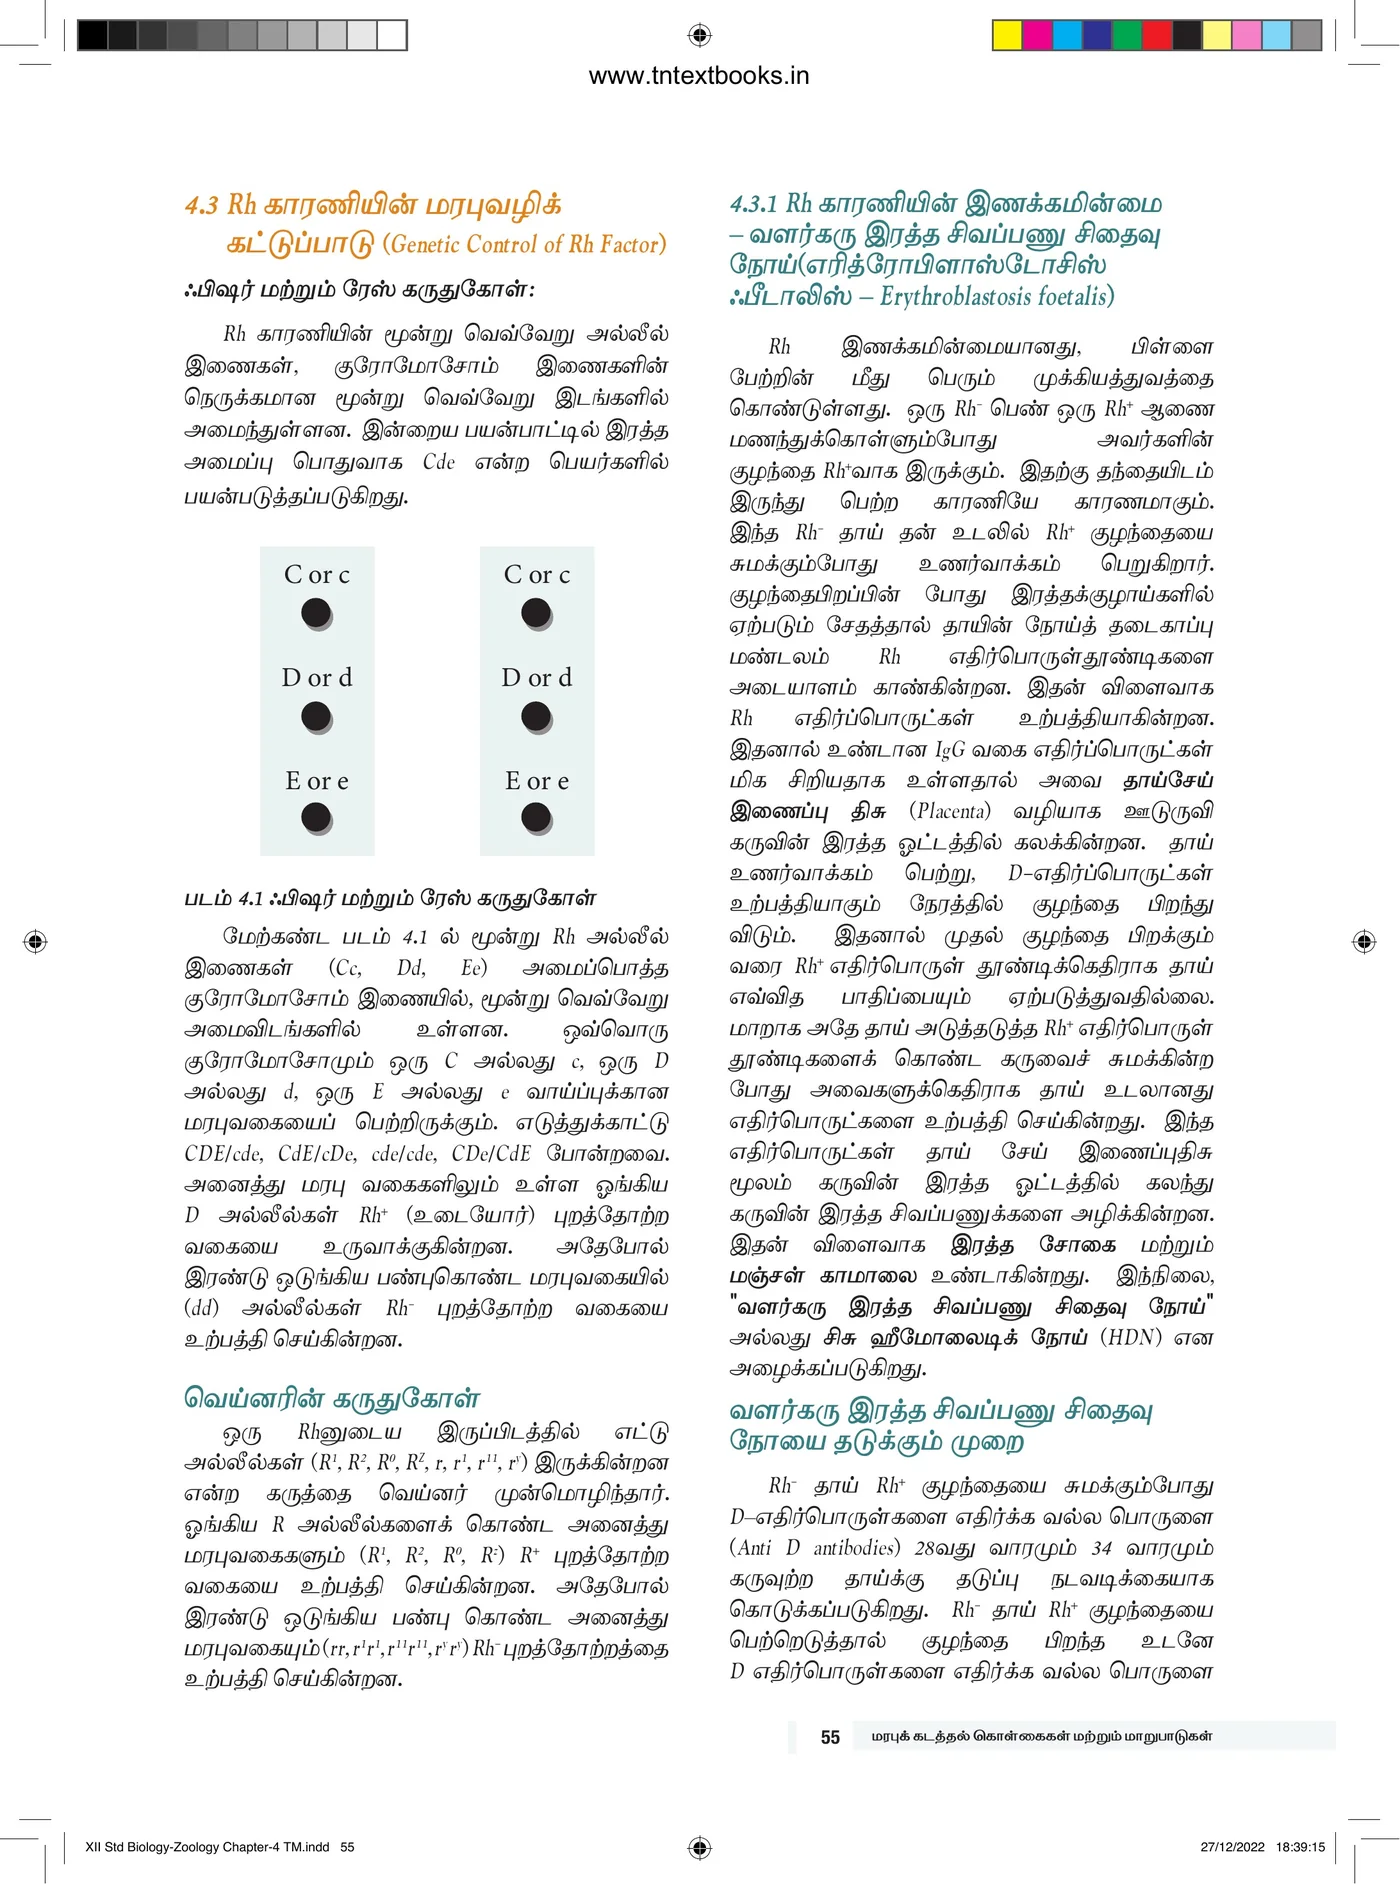 www.tntextbooks.in
4.3 Rh காரணியின் மரபுவழிக்
கட்டுப்பாடு (Genetic Control of Rh Factor)
ஃபிஷர் மற்றும் ரேஸ் கருதுகோள்:
Rh காரணியின் மூன்று வெவ்வேறு அல்லீல்
இணைகள், குரோமோசோம் இணைகளின்
நெருக்கமான மூன்று வெவ்வேறு இடங்களில்
அமைந்துள்ளன. இன்றைய பயன்பாட்டில் இரத்த
அமைப்பு பொதுவாக Cde என்ற பெயர்களில்
பயன்படுத்தப்படுகிறது.
C or c C or c
D or d D or d
E or e E or e
படம் 4.1 ஃபிஷர் மற்றும் ரேஸ் கருதுகோள்
மேற்கண்ட படம் 4.1 ல் மூன்று Rh அல்லீல்
இணைகள் (Cc, Dd, Ee) அமைப்பொத்த
குரோமோசோம் இணையில், மூன்று வெவ்வேறு
அமைவிடங்களில் உள்ளன. ஒவ்வொரு
குரோமோசோமும் ஒரு C அல்லது c, ஒரு D
அல்லது d, ஒரு E அல்லது e வாய்ப்புக்கான
மரபுவகையைப் பெற்றிருக்கும். எடுத்துக்காட்டு
CDE/cde, CdE/cDe, cde/cde, CDe/CdE போன்றவை.
அனைத்து மரபு வகைகளிலும் உள்ள ஓங்கிய
D அல்லீல்கள் Rh⁺ (உடையோர்) புறத்தோற்ற
வகையை உருவாக்குகின்றன. அதேபோல்
இரண்டு ஒடுங்கிய பண்புகொண்ட மரபுவகையில்
(dd) அல்லீல்கள் Rh⁻ புறத்தோற்ற வகையை
உற்பத்தி செய்கின்றன.
வெய்னரின் கருதுகோள்
ஒரு Rhனுடைய இருப்பிடத்தில் எட்டு
அல்லீல்கள் (R¹, R², R⁰, Rᶻ, r, r¹, r¹¹, rʸ) இருக்கின்றன
என்ற கருத்தை வெய்னர் முன்மொழிந்தார்.
ஓங்கிய R அல்லீல்களைக் கொண்ட அனைத்து
மரபுவகைகளும் (R¹, R², R⁰, Rᶻ) R⁺ புறத்தோற்ற
வகையை உற்பத்தி செய்கின்றன. அதேபோல்
இரண்டு ஒடுங்கிய பண்பு கொண்ட அனைத்து
மரபுவகையும் (rr, r¹r¹, r¹¹r¹¹, rʸrʸ) Rh⁻ புறத்தோற்றத்தை
உற்பத்தி செய்கின்றன.
4.3.1 Rh காரணியின் இணக்கமின்மை
– வளர்கரு இரத்த சிவப்பணு சிதைவு
நோய்(எரித்ரோபிளாஸ்டோசிஸ்
ஃபீடாலிஸ் – Erythroblastosis foetalis)
Rh இணக்கமின்மையானது, பிள்ளை
பேற்றின் மீது பெரும் முக்கியத்துவத்தை
கொண்டுள்ளது. ஒரு Rh⁻ பெண் ஒரு Rh⁺ ஆணை
மணந்துக்கொள்ளும்போது அவர்களின்
குழந்தை Rh⁺வாக இருக்கும். இதற்கு தந்தையிடம்
இருந்து பெற்ற காரணியே காரணமாகும்.
இந்த Rh⁻ தாய் தன் உடலில் Rh⁺ குழந்தையை
சுமக்கும்போது உணர்வாக்கம் பெறுகிறார்.
குழந்தைபிறப்பின் போது இரத்தக்குழாய்களில்
ஏற்படும் சேதத்தால் தாயின் நோய்த் தடைகாப்பு
மண்டலம் Rh எதிர்பொருள்தூண்டிகளை
அடையாளம் காண்கின்றன. இதன் விளைவாக
Rh எதிர்ப்பொருட்கள் உற்பத்தியாகின்றன.
இதனால் உண்டான IgG வகை எதிர்ப்பொருட்கள்
மிக சிறியதாக உள்ளதால் அவை தாய்சேய்
இணைப்பு திசு (Placenta) வழியாக ஊடுருவி
கருவின் இரத்த ஓட்டத்தில் கலக்கின்றன. தாய்
உணர்வாக்கம் பெற்று, D-எதிர்ப்பொருட்கள்
உற்பத்தியாகும் நேரத்தில் குழந்தை பிறந்து
விடும். இதனால் முதல் குழந்தை பிறக்கும்
வரை Rh⁺ எதிர்பொருள் தூண்டிக்கெதிராக தாய்
எவ்வித பாதிப்பையும் ஏற்படுத்துவதில்லை.
மாறாக அதே தாய் அடுத்தடுத்த Rh⁺ எதிர்பொருள்
தூண்டிகளைக் கொண்ட கருவைச் சுமக்கின்ற
போது அவைகளுக்கெதிராக தாய் உடலானது
எதிர்பொருட்களை உற்பத்தி செய்கின்றது. இந்த
எதிர்பொருட்கள் தாய் சேய் இணைப்புதிசு
மூலம் கருவின் இரத்த ஓட்டத்தில் கலந்து
கருவின் இரத்த சிவப்பணுக்களை அழிக்கின்றன.
இதன் விளைவாக இரத்த சோகை மற்றும்
மஞ்சள் காமாலை உண்டாகின்றது. இந்நிலை,
"வளர்கரு இரத்த சிவப்பணு சிதைவு நோய்"
அல்லது சிசு ஹீமோலைடிக் நோய் (HDN) என
அழைக்கப்படுகிறது.
வளர்கரு இரத்த சிவப்பணு சிதைவு
நோயை தடுக்கும் முறை
Rh⁻ தாய் Rh⁺ குழந்தையை சுமக்கும்போது
D–எதிர்பொருள்களை எதிர்க்க வல்ல பொருளை
(Anti D antibodies) 28வது வாரமும் 34 வாரமும்
கருவுற்ற தாய்க்கு தடுப்பு நடவடிக்கையாக
கொடுக்கப்படுகிறது. Rh⁻ தாய் Rh⁺ குழந்தையை
பெற்றெடுத்தால் குழந்தை பிறந்த உடனே
D எதிர்பொருள்களை எதிர்க்க வல்ல பொருளை
55 மரபுக் கடத்தல் கொள்கைகள் மற்றும் மாறுபாடுகள்
XII Std Biology-Zoology Chapter-4 TM.indd 55 27/12/2022 18:39:15